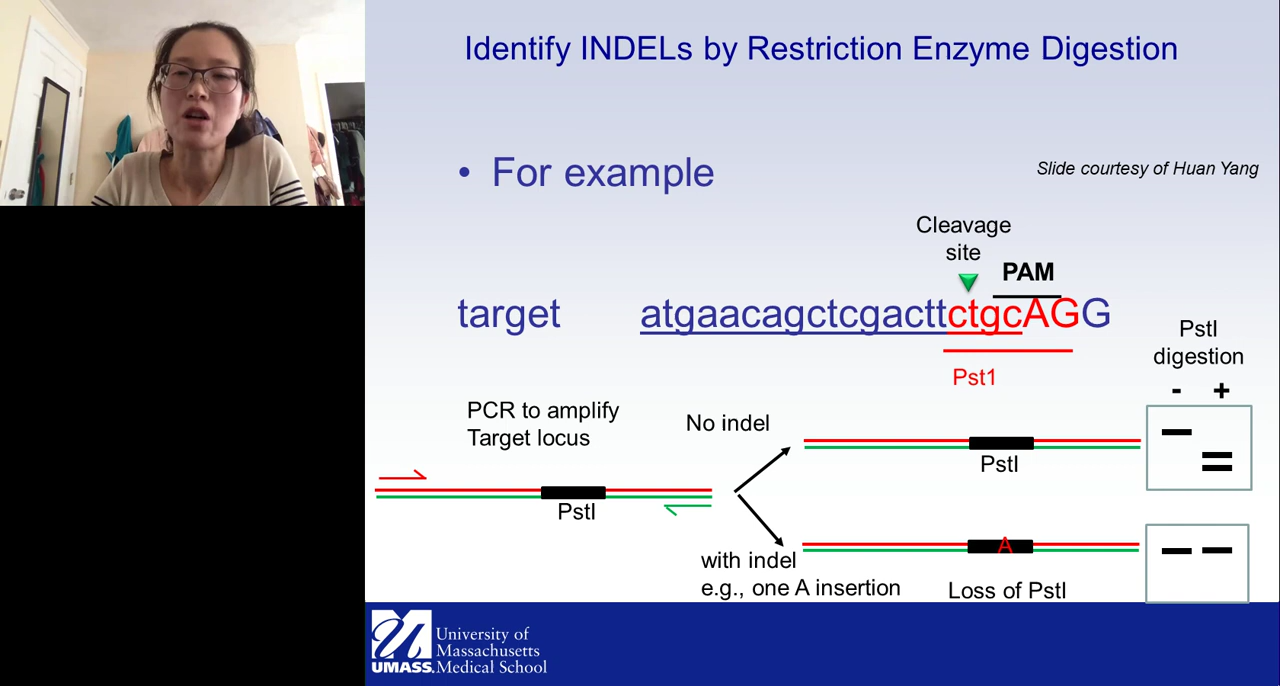 Identify INDELs by Restriction Enzyme Digestion
• For example
Slide courtesy of Huan Yang
Cleavage
site
PAM
target atgaacagctcgacttctgcAGG
Pst1
PstI
digestion
- +
PCR to amplify
Target locus
No indel
PstI
PstI
A
with indel
e.g., one A insertion
Loss of PstI
University of
Massachusetts
UMASS. Medical School